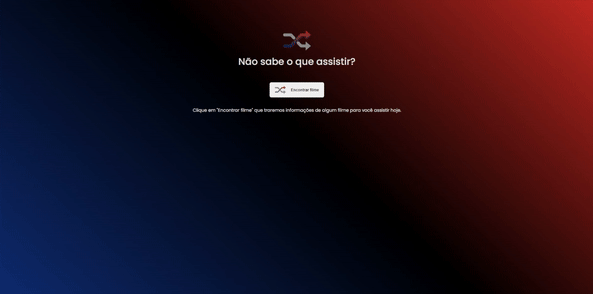 Não sabe o que assistir?
Encontrar filme
Clique em "Encontrar filme" que traremos informações de algum filme para você assistir hoje.